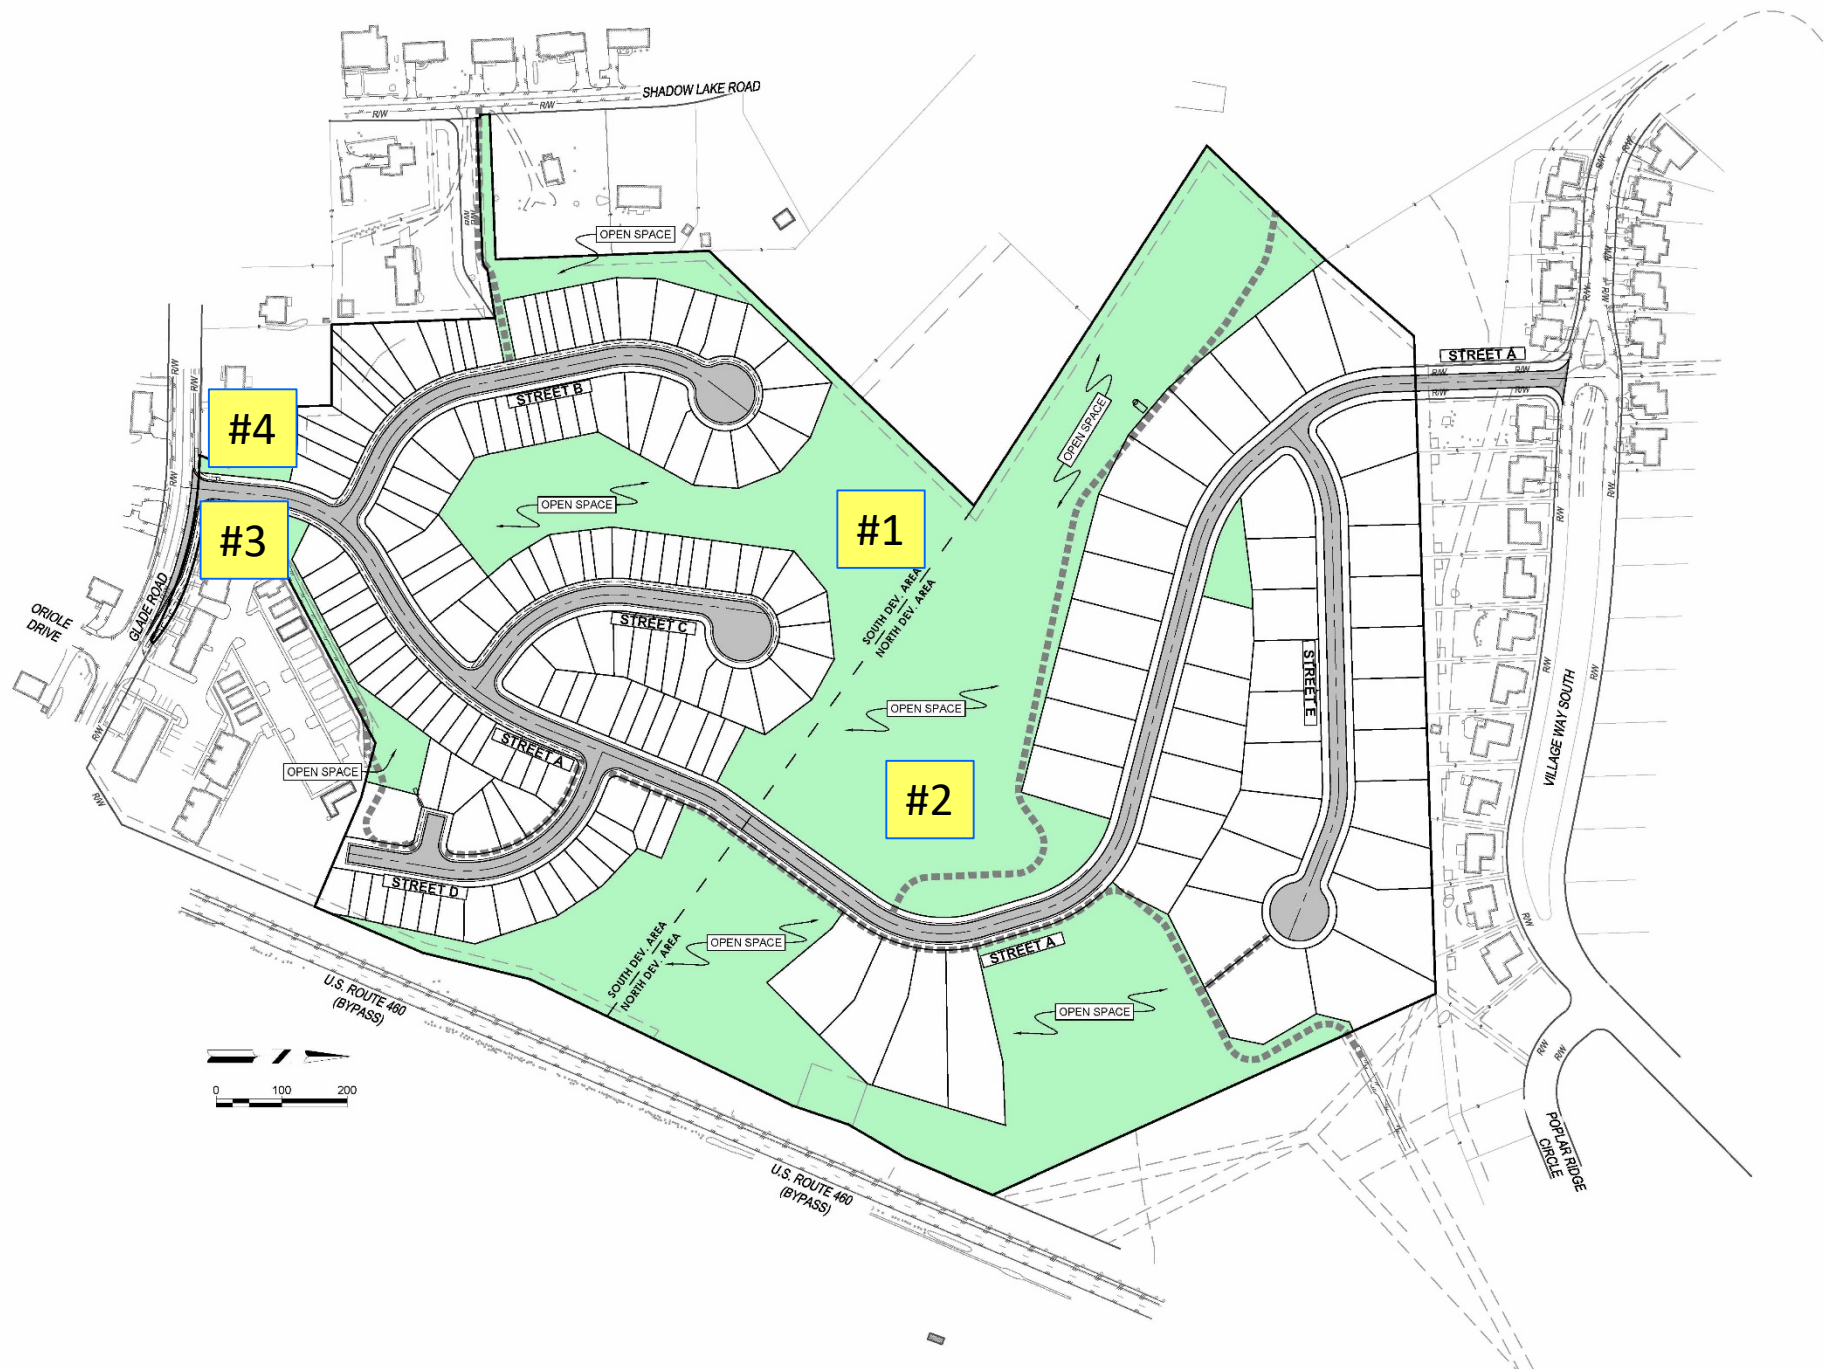 SHADOW LAKE ROAD
R/W
R/W
R/W
R/W
R/W
R/W
OPEN SPACE
R/W
R/W
R/W
R/W
STREET A
R/W
R/W
R/W
R/W
STREET B
OPEN SPACE
#4
R/W
R/W
R/W
OPEN SPACE
#1
#3
R/W
SOUTH DEV. AREA
NORTH DEV. AREA
ORIOLE
DRIVE
GLADE ROAD
STREET C
STREET E
R/W
R/W
VILLAGE WAY SOUTH
OPEN SPACE
R/W
STREET A
OPEN SPACE
R/W
#2
STREET D
R/W
SOUTH DEV. AREA
NORTH DEV. AREA
OPEN SPACE
STREET A
U.S. ROUTE 460
(BYPASS)
OPEN SPACE
R/W
R/W
0 100 200
POPLAR RIDGE
CIRCLE
U.S. ROUTE 460
(BYPASS)